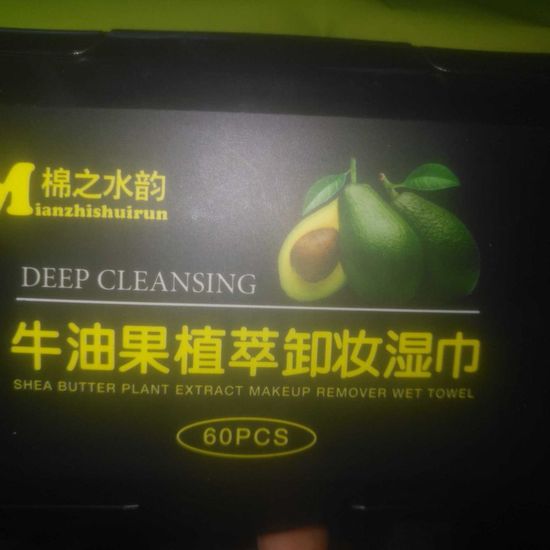 棉之水韵
Mianzhishuirun
DEEP CLEANSING
牛油果植萃卸妆湿巾
SHEA BUTTER PLANT EXTRACT MAKEUP REMOVER WET TOWEL
60PCS